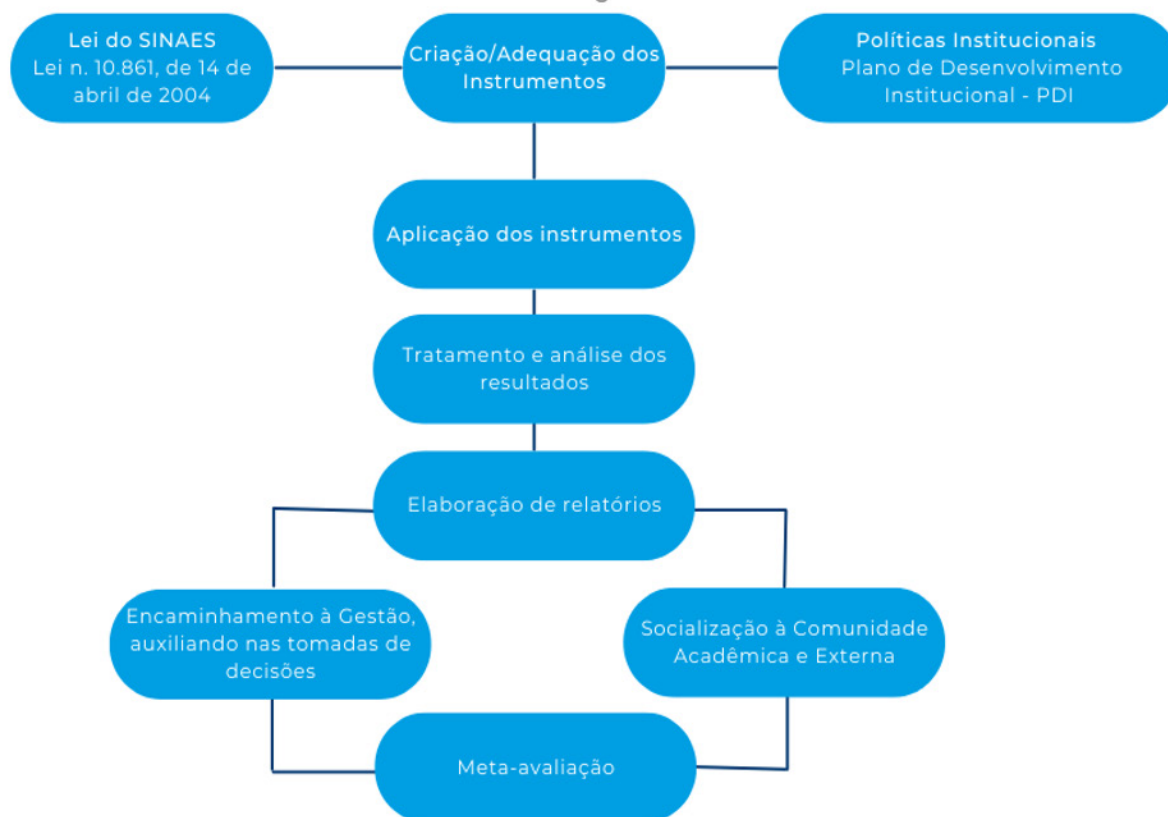 Lei do SINAES
Lei n. 10.861, de 14 de
abril de 2004
Criação/Adequação dos
Instrumentos
Políticas Institucionais
Plano de Desenvolvimento
Institucional - PDI
Aplicação dos instrumentos
Tratamento e análise dos
resultados
Elaboração de relatórios
Encaminhamento à Gestão,
auxiliando nas tomadas de
decisões
Socialização à Comunidade
Acadêmica e Externa
Meta-avaliação